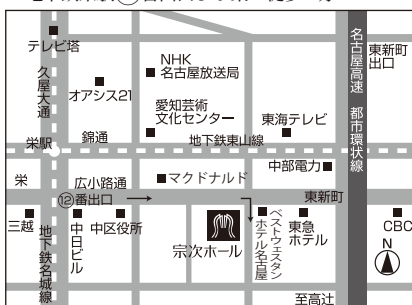 テレビ塔
久屋大通
オアシス21
NHK
名古屋放送局
愛知芸術
文化センター
名古屋高速 都市環状線
東新町
出口
東海テレビ
栄駅
錦通
地下鉄東山線
中部電力
栄
広小路通
マクドナルド
⑫番出口
東新町
三越
地下鉄名城線
中日ビル
中区役所
宗次ホール
ベストウェスタン
ホテル名古屋
東急
ホテル
CBC
N
至高辻